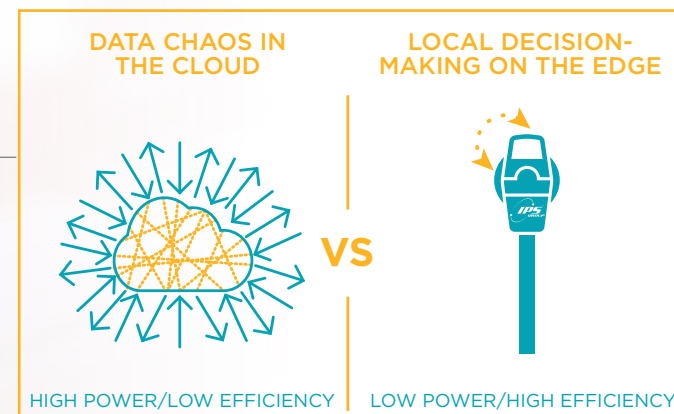 DATA CHAOS IN
THE CLOUD
VS
LOCAL DECISION-
MAKING ON THE EDGE
IPS
GROUP
HIGH POWER/LOW EFFICIENCY
LOW POWER/HIGH EFFICIENCY